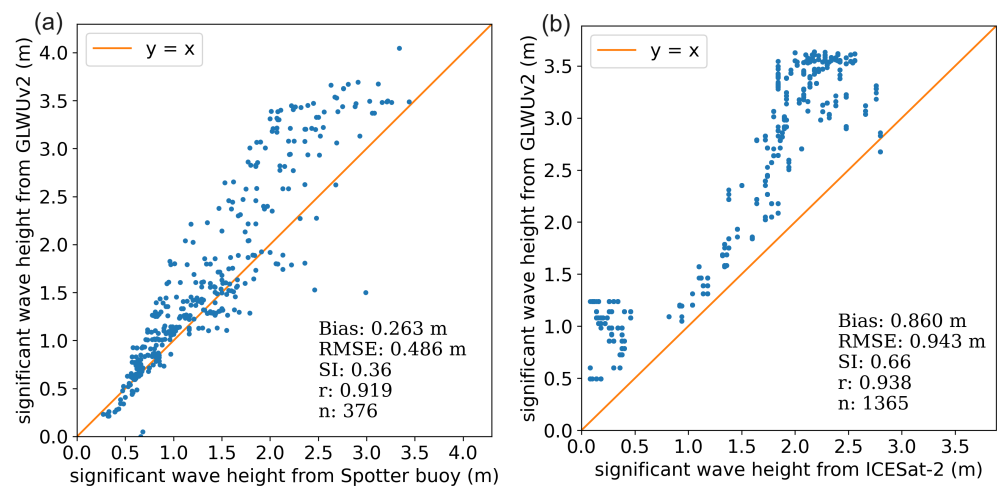 (a)
y = x
significant wave height from GLWUv2 (m)
4.0
3.5
3.0
2.5
2.0
1.5
1.0
0.5
0.0
Bias: 0.263 m
RMSE: 0.486 m
SI: 0.36
r: 0.919
n: 376
0.0 0.5 1.0 1.5 2.0 2.5 3.0 3.5 4.0
significant wave height from Spotter buoy (m)
(b)
y = x
significant wave height from GLWUv2 (m)
3.5
3.0
2.5
2.0
1.5
1.0
0.5
0.0
Bias: 0.860 m
RMSE: 0.943 m
SI: 0.66
r: 0.938
n: 1365
0.0 0.5 1.0 1.5 2.0 2.5 3.0 3.5
significant wave height from ICESat-2 (m)